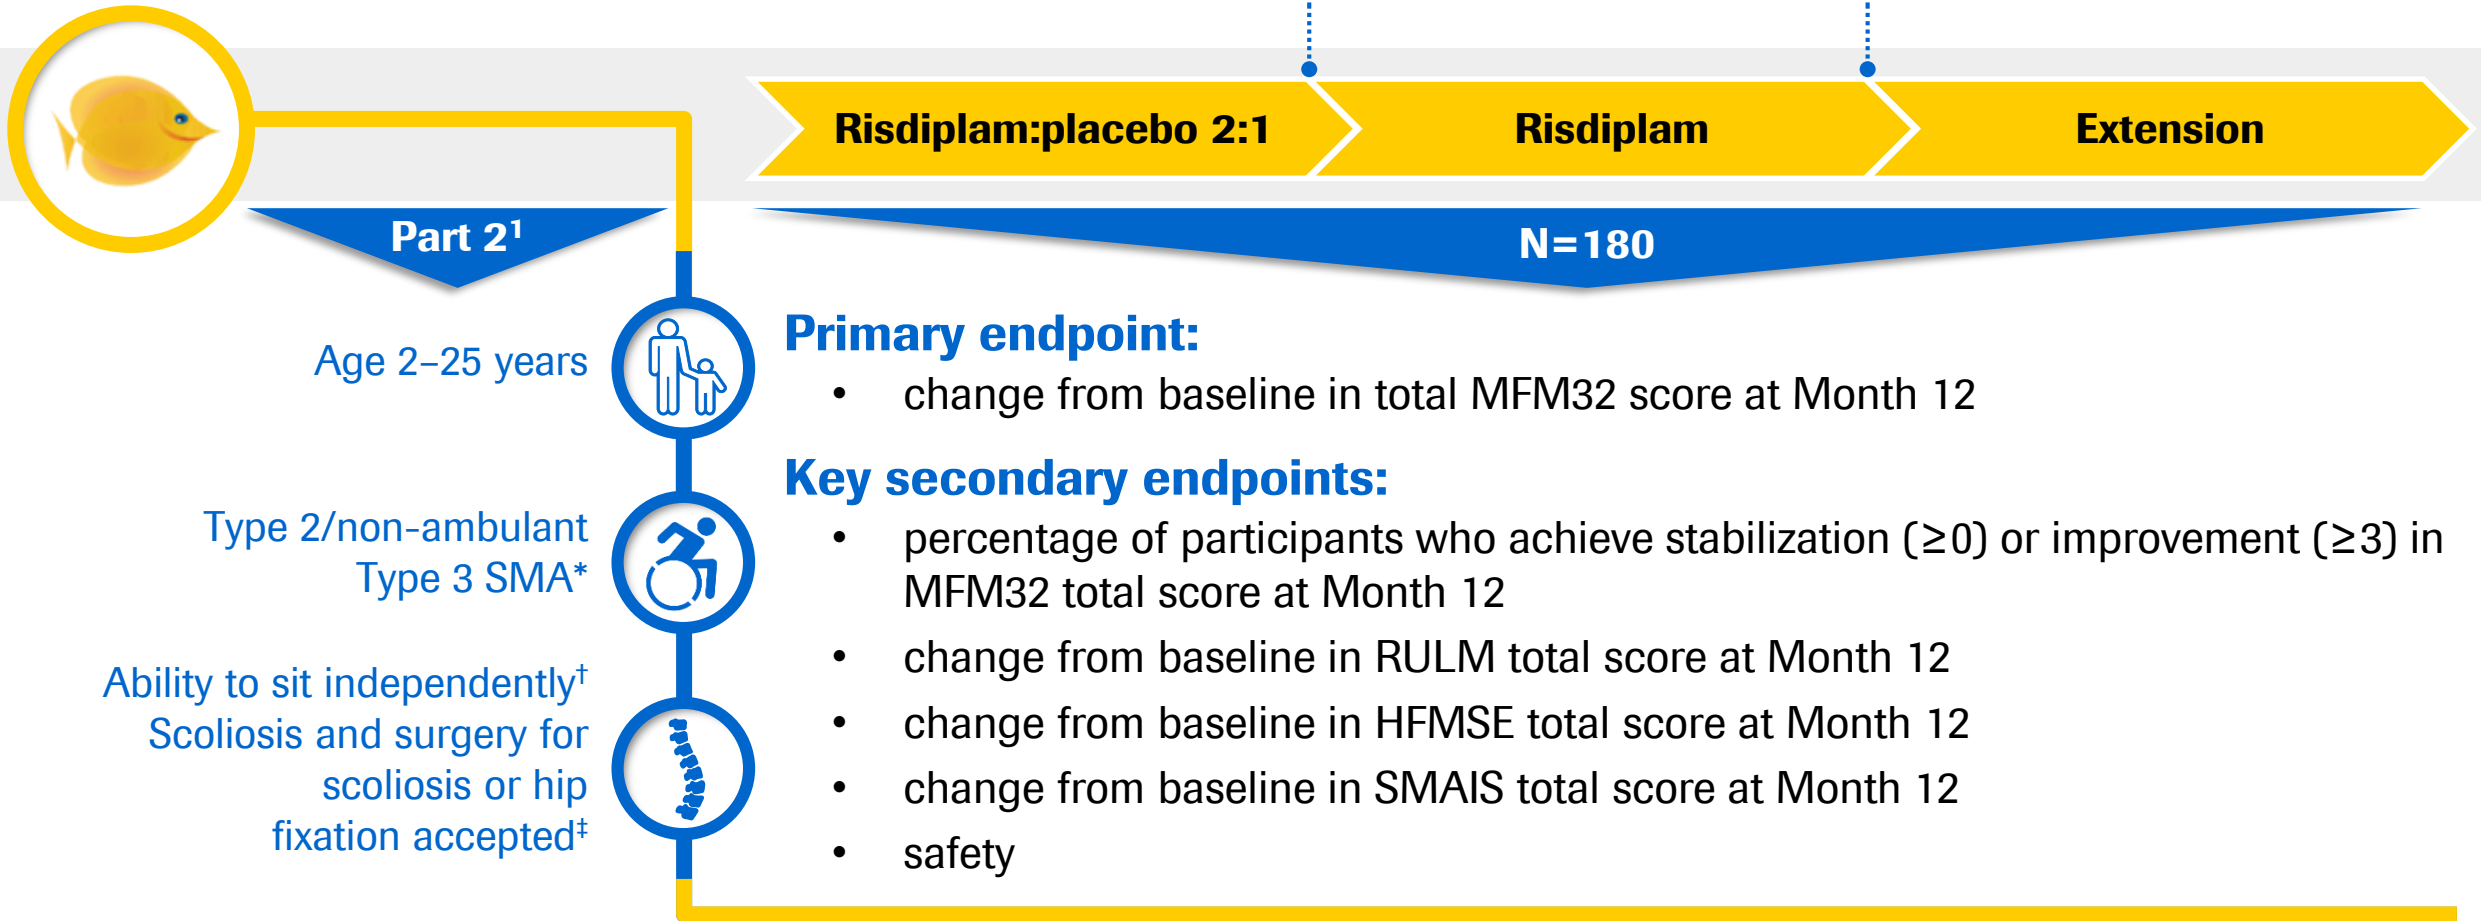 Risdiplam:placebo 2:1
Risdiplam
Extension
Part 2¹
N=180
Age 2–25 years
Type 2/non-ambulant
Type 3 SMA*
Ability to sit independently†
Scoliosis and surgery for
scoliosis or hip
fixation accepted‡
Primary endpoint:
• change from baseline in total MFM32 score at Month 12
Key secondary endpoints:
• percentage of participants who achieve stabilization (≥0) or improvement (≥3) in
MFM32 total score at Month 12
• change from baseline in RULM total score at Month 12
• change from baseline in HFMSE total score at Month 12
• change from baseline in SMAIS total score at Month 12
• safety